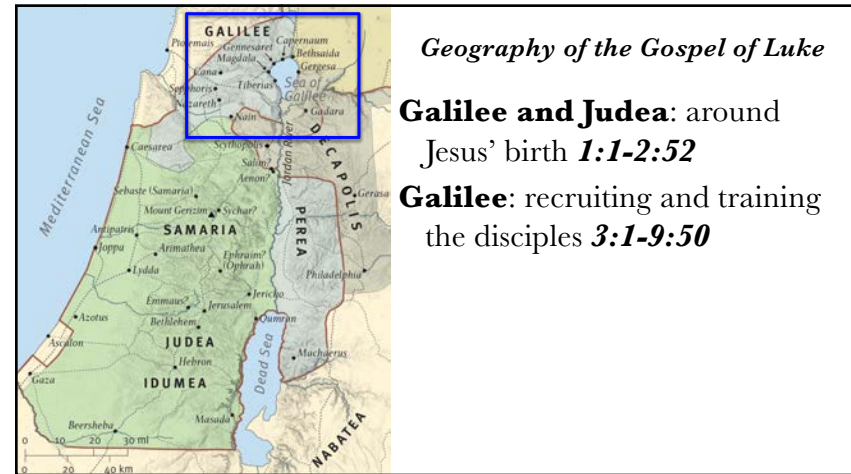 GALILEE
Ptolemais
Capernaum
Gennesaret
Bethsaida
Magdala
Gergesa
Cana
Sea of
Galilee
Sepphoris
Tiberias
Nazareth
Gadara
Nain
Mediterranean Sea
Caesarea
Scythopolis
Jordan River
DECAPOLIS
Salim?
Aenon?
Sebaste (Samaria)
Gerasa
Mount Gerizim
Sychar?
PEREA
SAMARIA
Antipatris
Joppa
Arimathea
Ephraim?
(Ophrah)
Lydda
Philadelphia
Jericho
Emmaus?
Jerusalem
Qumran
Azotus
Bethlehem
JUDEA
Ascalon
Machaerus
Hebron
Dead Sea
Gaza
IDUMEA
Masada
Beersheba
NABATEA
0 10 20 30 mi
0 20 40 km
Geography of the Gospel of Luke
Galilee and Judea: around
Jesus’ birth 1:1-2:52
Galilee: recruiting and training
the disciples 3:1-9:50